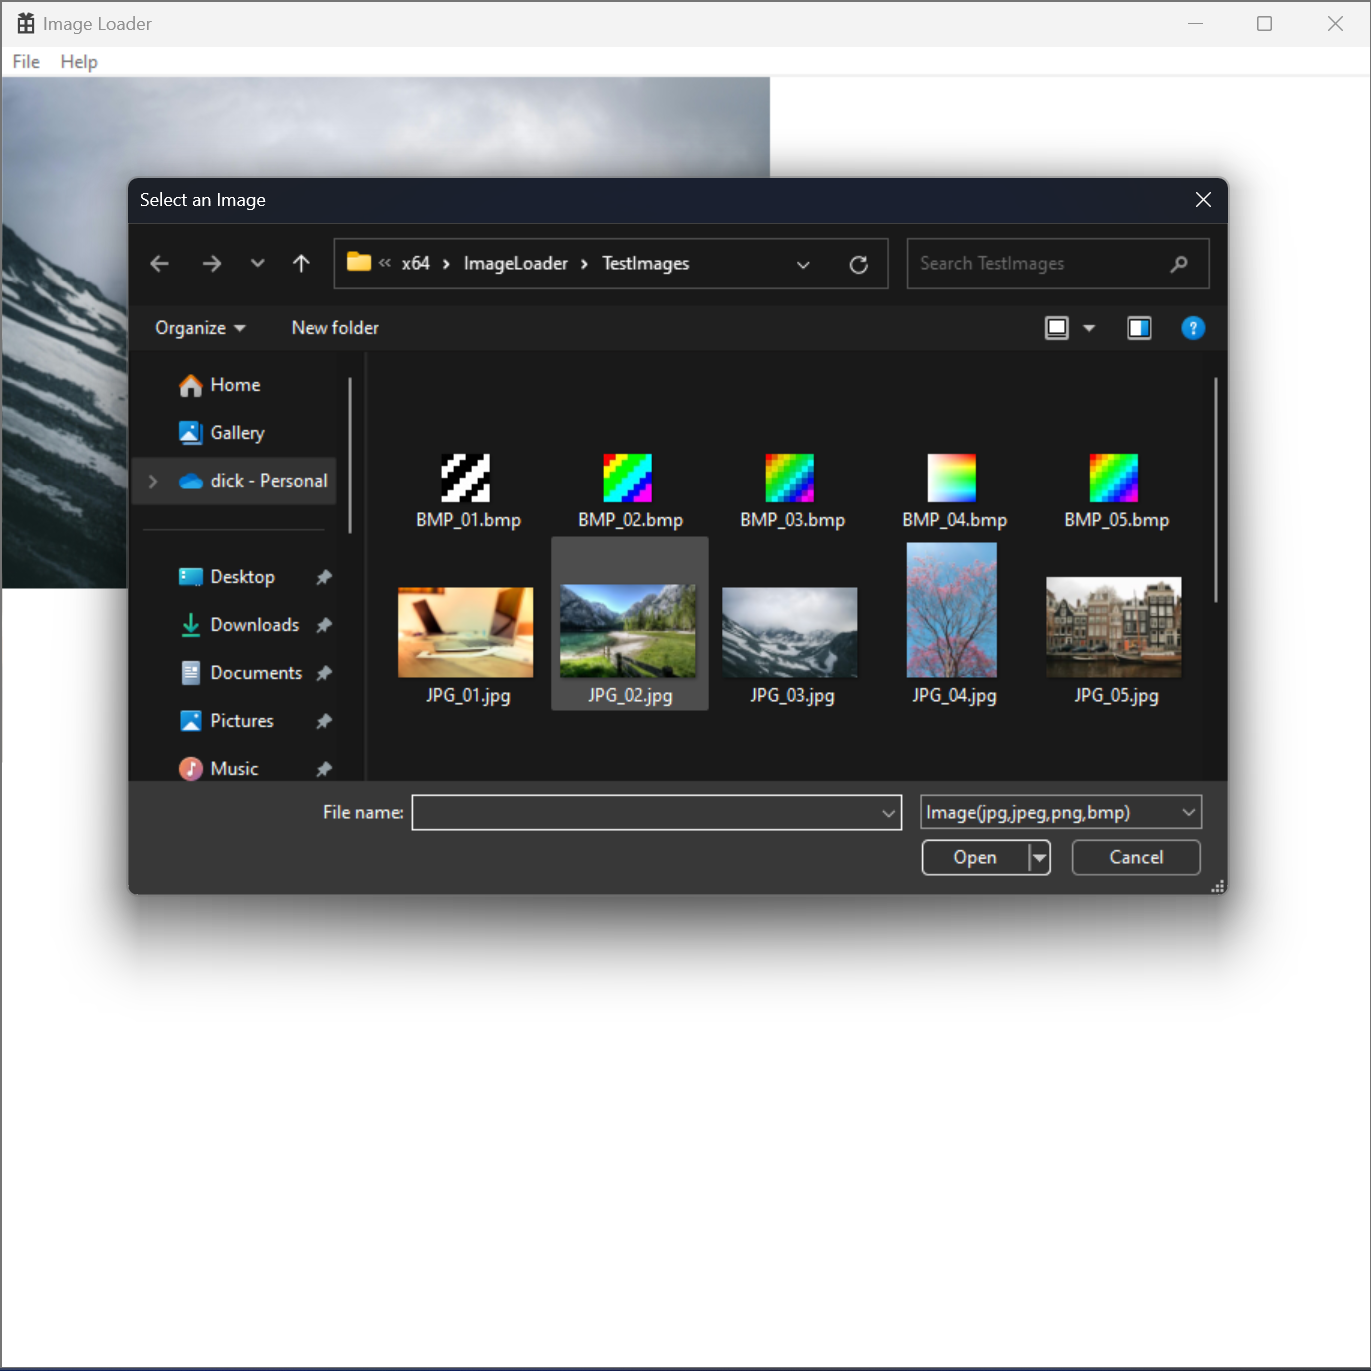 Image Loader
File Help
Select an Image
« x64 > ImageLoader > TestImages
Search TestImages
Organize New folder
Home
Gallery
dick - Personal
Desktop
Downloads
Documents
Pictures
Music
BMP_01.bmp BMP_02.bmp BMP_03.bmp BMP_04.bmp BMP_05.bmp
JPG_01.jpg JPG_02.jpg JPG_03.jpg JPG_04.jpg JPG_05.jpg
File name:
Image(jpg,jpeg,png,bmp)
Open Cancel